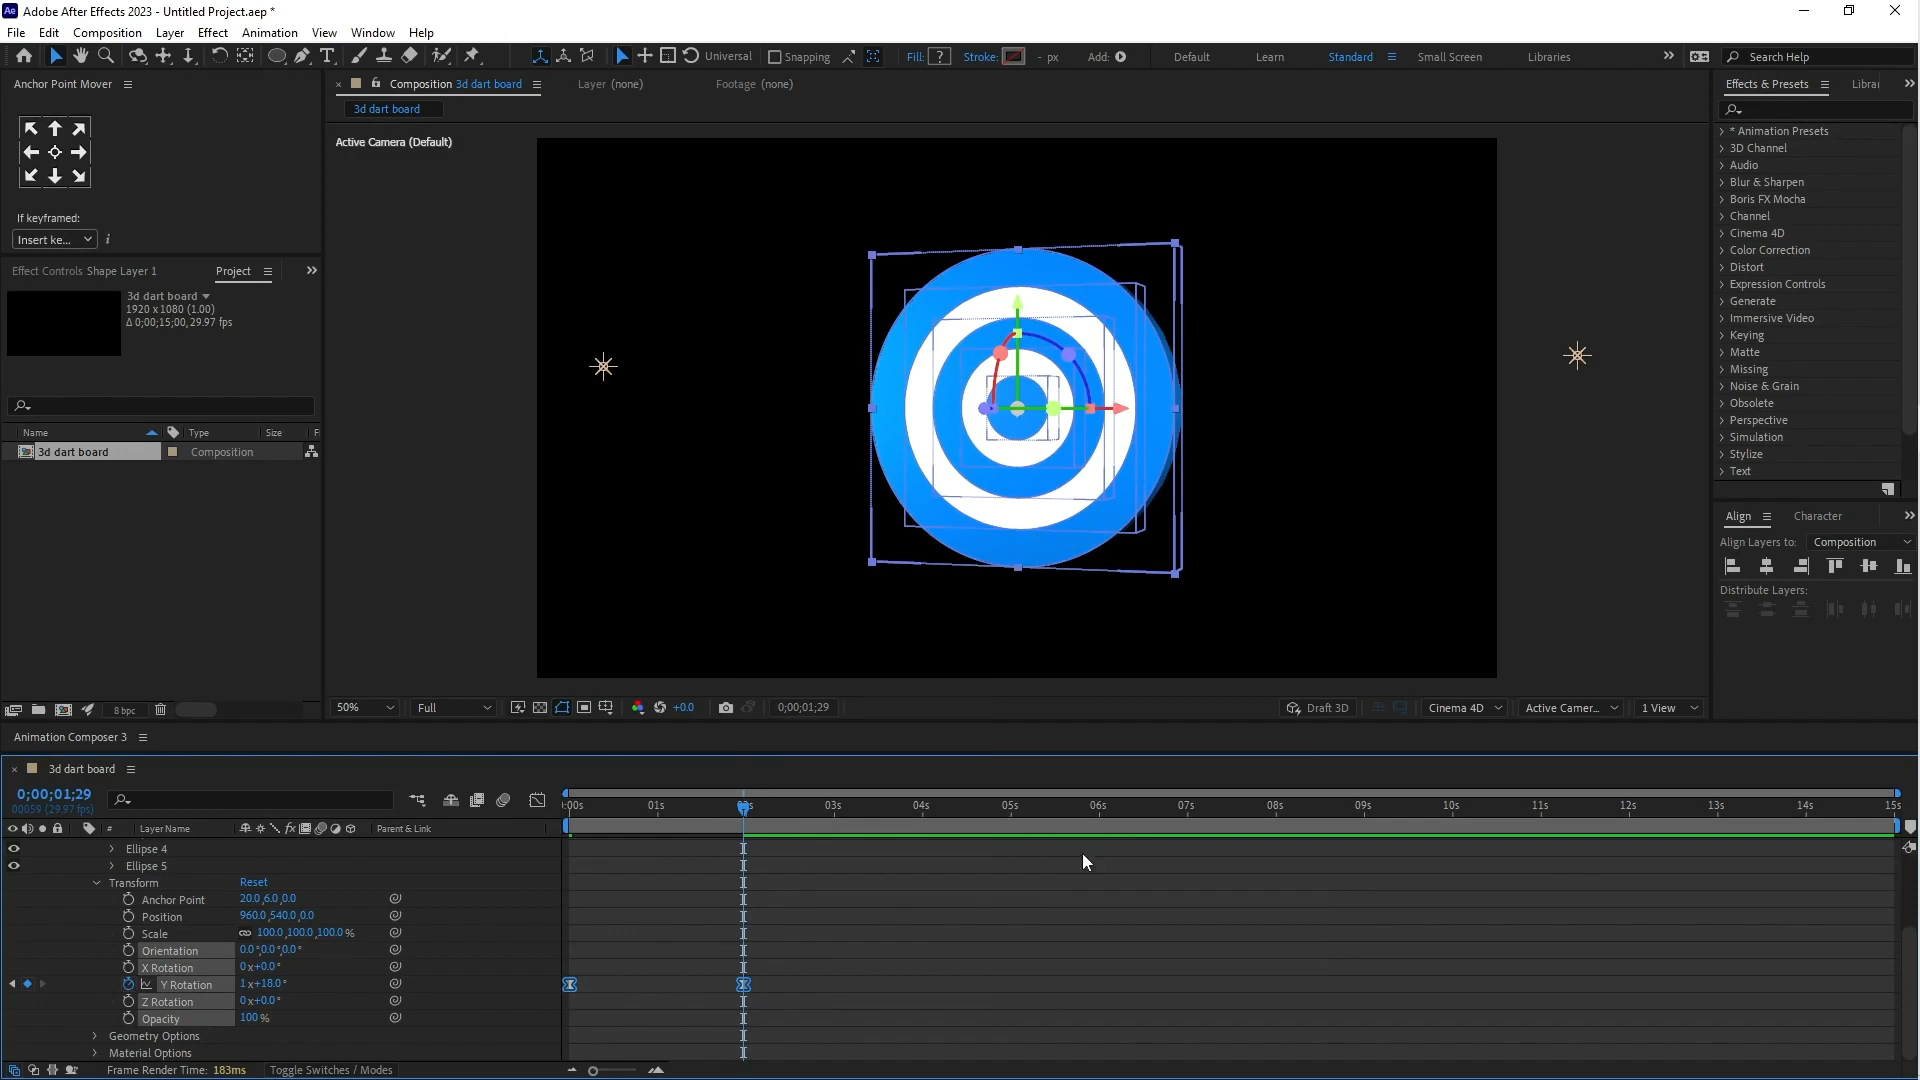 Adobe After Effects 2023 - Untitled Project.aep *
File Edit Composition Layer Effect Animation View Window Help
Universal Snapping Fill: ? Stroke: - px Add: Default Learn Standard Small Screen Libraries Search Help
Anchor Point Mover
If keyframed:
Insert ke...
Effect Controls Shape Layer 1 Project
3d dart board
1920 x 1080 (1.00)
Δ 0;00;15;00, 29.97 fps
Name Type Size F
3d dart board Composition
8 bpc
Composition 3d dart board Layer (none) Footage (none)
3d dart board
Active Camera (Default)
50% Full +0.0 0;00;01;29 Draft 3D Cinema 4D Active Camer... 1 View
Effects & Presets Librai
* Animation Presets
3D Channel
Audio
Blur & Sharpen
Boris FX Mocha
Channel
Cinema 4D
Color Correction
Distort
Expression Controls
Generate
Immersive Video
Keying
Matte
Missing
Noise & Grain
Obsolete
Perspective
Simulation
Stylize
Text
Align Character
Align Layers to: Composition
Distribute Layers:
Animation Composer 3
3d dart board
0;00;01;29
00059 (29.97 fps)
# Layer Name fx Parent & Link
:00s 01s 03s 04s 05s 06s 07s 08s 09s 10s 11s 12s 13s 14s 15s
Ellipse 4
Ellipse 5
Transform Reset
Anchor Point 20.0,6.0,0.0
Position 960.0,540.0,0.0
Scale 100.0,100.0,100.0%
Orientation 0.0°,0.0°,0.0°
X Rotation 0x+0.0°
Y Rotation 1x+18.0°
Z Rotation 0x+0.0°
Opacity 100%
Geometry Options
Material Options
Frame Render Time: 183ms Toggle Switches / Modes